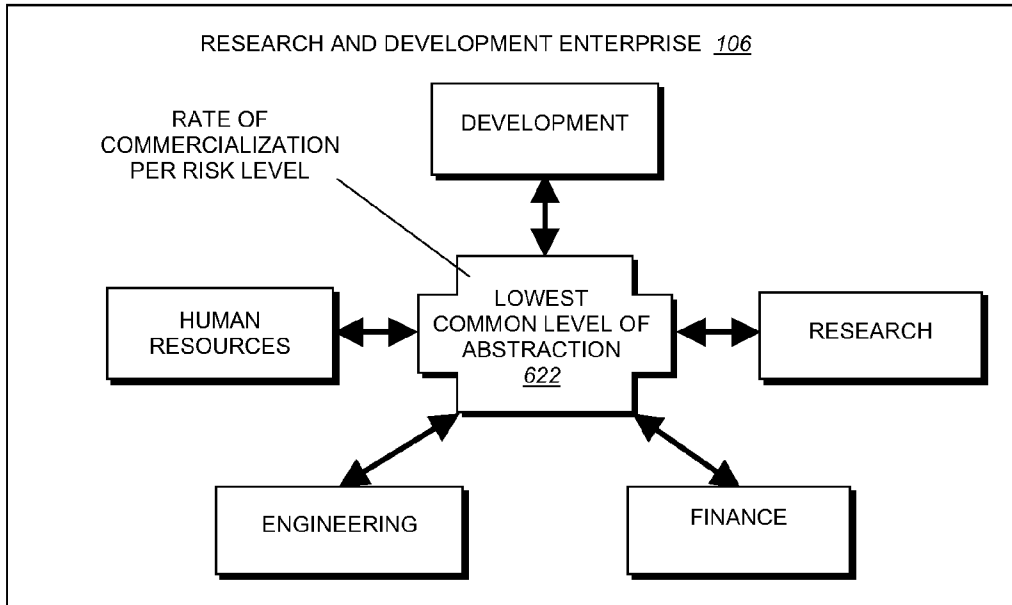 RESEARCH AND DEVELOPMENT ENTERPRISE 106
RATE OF
COMMERCIALIZATION
PER RISK LEVEL
DEVELOPMENT
HUMAN
RESOURCES
LOWEST
COMMON LEVEL OF
ABSTRACTION
622
RESEARCH
ENGINEERING
FINANCE